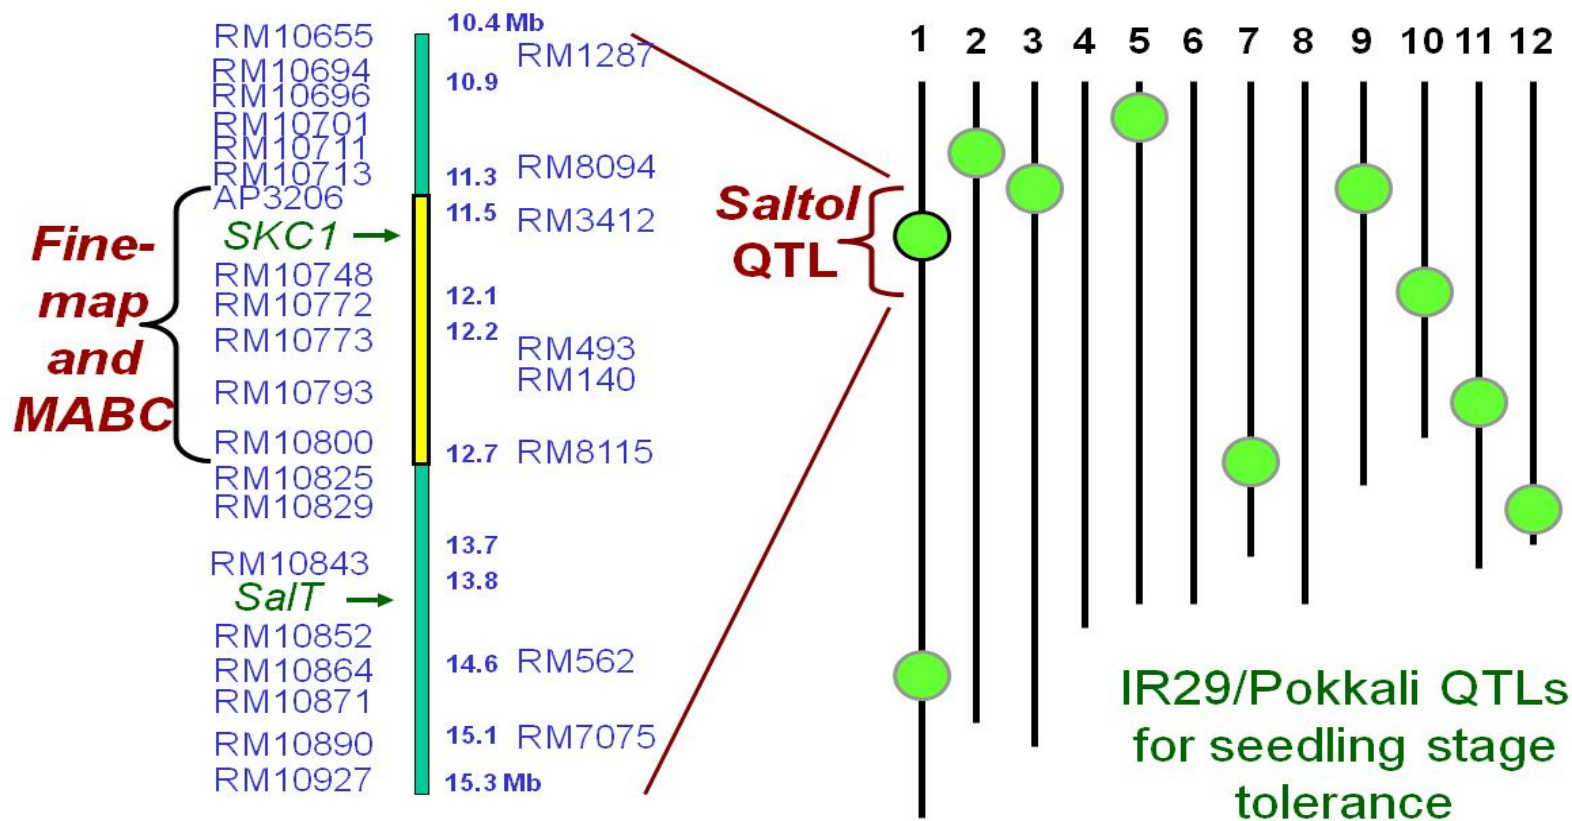 RM10655
RM10694
RM10696
RM10701
RM10711
RM10713
AP3206
SKC1
RM10748
RM10772
RM10773
RM10793
RM10800
RM10825
RM10829
RM10843
SalT
RM10852
RM10864
RM10871
RM10890
RM10927
Fine-
map
and
MABC
10.4 Mb
10.9
11.3
11.5
12.1
12.2
12.7
13.7
13.8
14.6
15.1
15.3 Mb
RM1287
RM8094
RM3412
RM493
RM140
RM8115
RM562
RM7075
Saltol
QTL
1 2 3 4 5 6 7 8 9 10 11 12
IR29/Pokkali QTLs
for seedling stage
tolerance